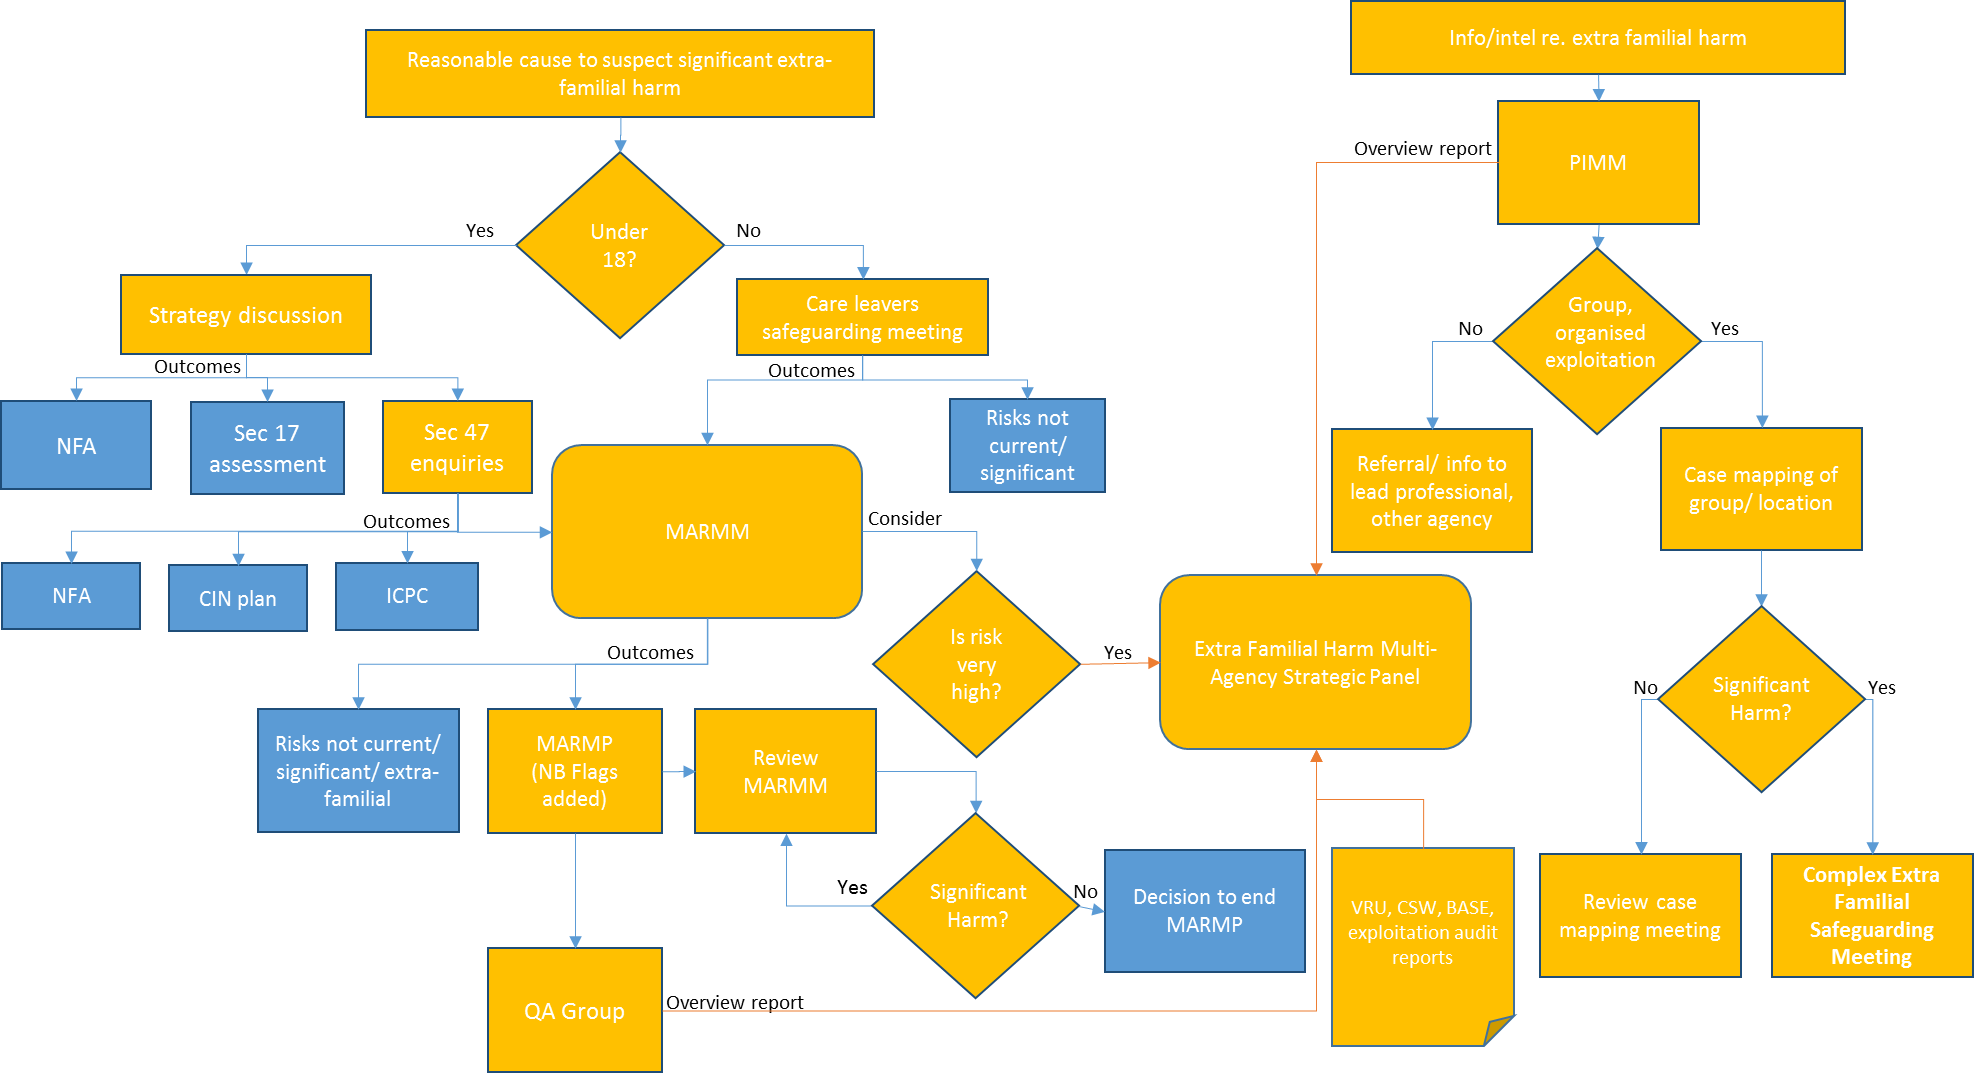 Reasonable cause to suspect significant extra-
familial harm
Info/intel re. extra familial harm
Overview report
PIMM
Under
18?
Yes
No
Strategy discussion
Care leavers
safeguarding meeting
Group,
organised
exploitation
No
Yes
Outcomes
Outcomes
NFA
Sec 17
assessment
Sec 47
enquiries
Risks not
current/
significant
Referral/ info to
lead professional,
other agency
Case mapping of
group/ location
Outcomes
MARMM
Consider
NFA
CIN plan
ICPC
Is risk
very
high?
Yes
Extra Familial Harm Multi-
Agency Strategic Panel
Outcomes
No
Significant
Harm?
Yes
Risks not current/
significant/ extra-
familial
MARMP
(NB Flags
added)
Review
MARMM
Yes
Significant
Harm?
No
Decision to end
MARMP
VRU, CSW, BASE,
exploitation audit
reports
Review case
mapping meeting
Complex Extra
Familial
Safeguarding
Meeting
QA Group
Overview report